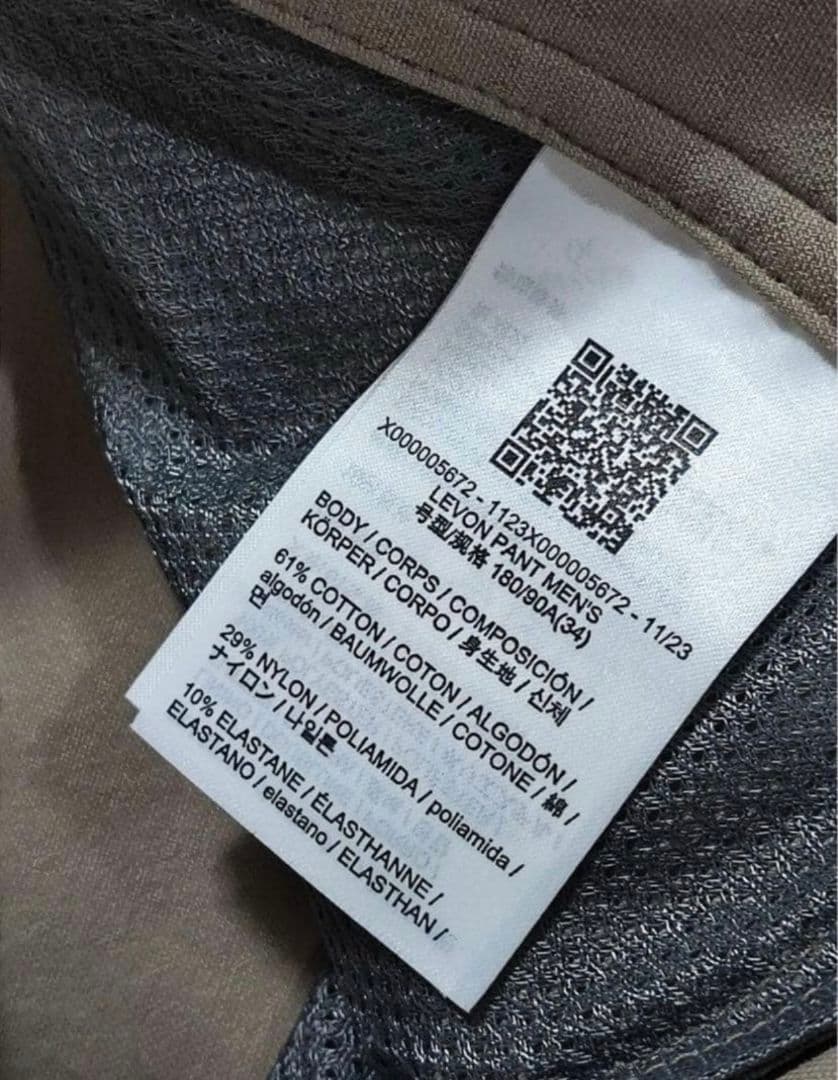 X000005672 - 1123X000005672 - 11/23
LEVON PANT MEN'S
号型/规格 180/90A(34)
BODY / CORPS / COMPOSICIÓN /
KÖRPER / CORPO / 身生地 / 신체
61% COTTON / COTON / ALGODÓN /
algodón / BAUMWOLLE / COTONE / 綿 /
면
29% NYLON / POLIAMIDA / poliamida /
ナイロン / 나일론
10% ELASTANE / ÉLASTHANNE /
ELASTANO / elastano / ELASTHAN /